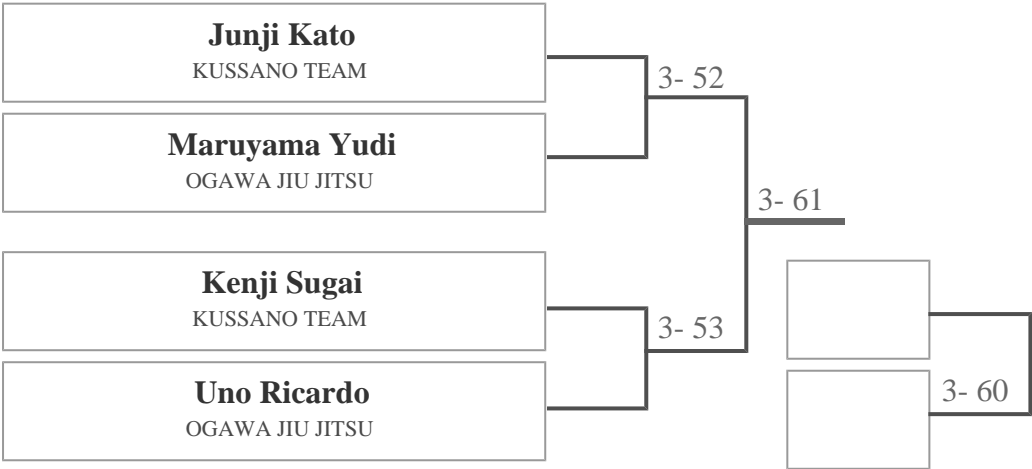 Junji Kato
KUSSANO TEAM
3- 52
Maruyama Yudi
OGAWA JIU JITSU
3- 61
Kenji Sugai
KUSSANO TEAM
3- 53
Uno Ricardo
OGAWA JIU JITSU
3- 60